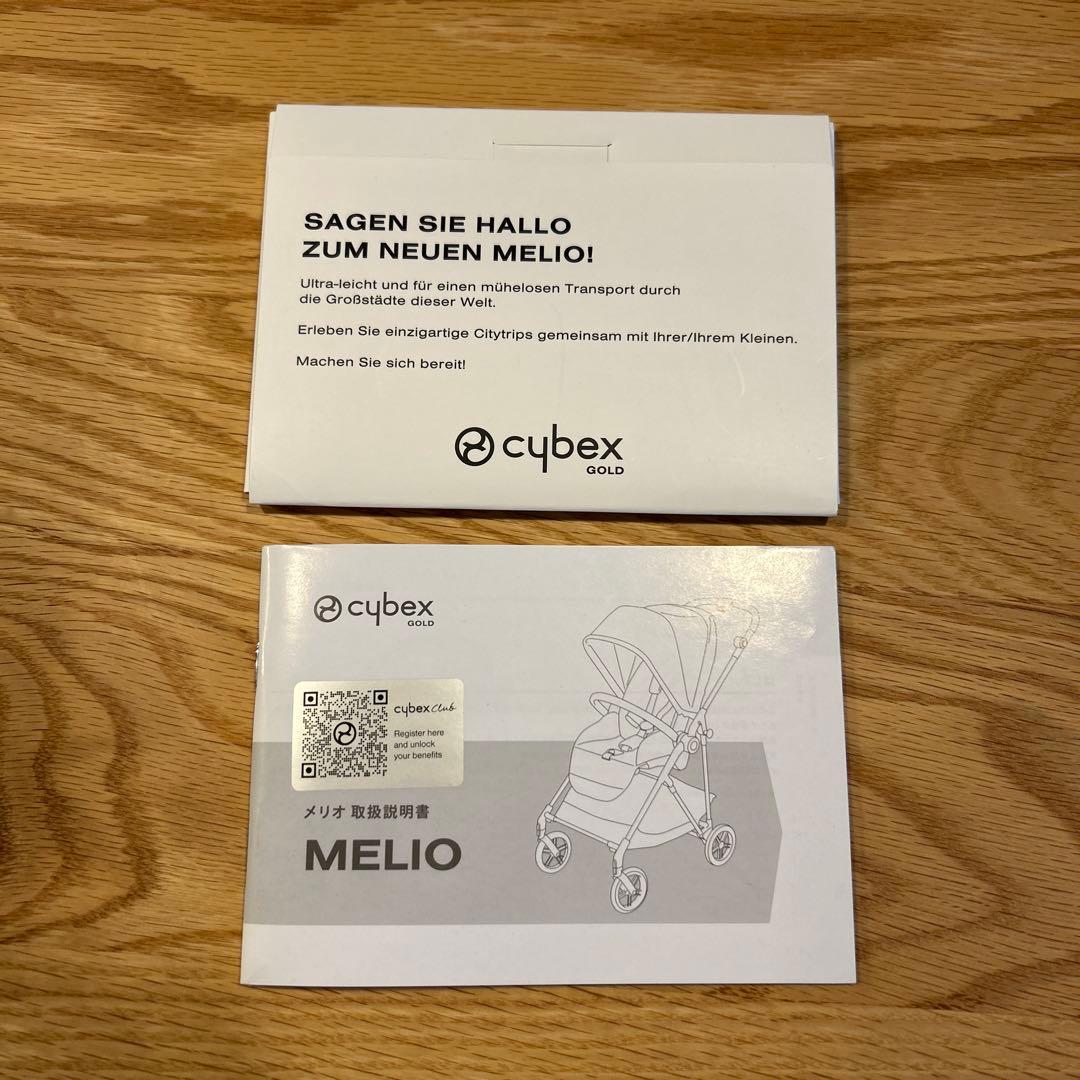 SAGEN SIE HALLO
ZUM NEUEN MELIO!
Ultra-leicht und für einen mühelosen Transport durch
die Großstädte dieser Welt.
Erleben Sie einzigartige Citytrips gemeinsam mit Ihrer/Ihrem Kleinen.
Machen Sie sich bereit!
cybex
GOLD
cybex
GOLD
cybex Club
Register here
and unlock
your benefits
メリオ 取扱説明書
MELIO